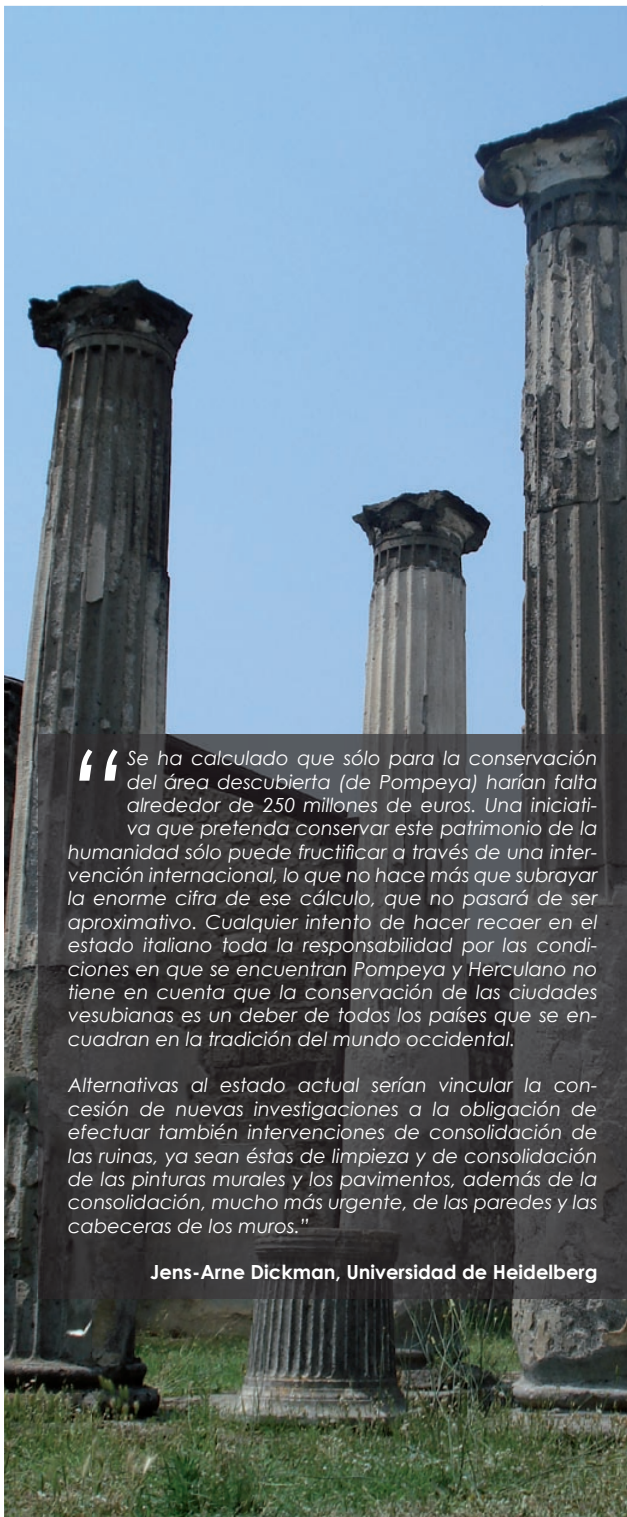 “ Se ha calculado que sólo para la conservación
del área descubierta (de Pompeya) harían falta
alrededor de 250 millones de euros. Una iniciati-
va que pretenda conservar este patrimonio de la
humanidad sólo puede fructificar a través de una inter-
vención internacional, lo que no hace más que subrayar
la enorme cifra de ese cálculo, que no pasará de ser
aproximativo. Cualquier intento de hacer recaer en el
estado italiano toda la responsabilidad por las condi-
ciones en que se encuentran Pompeya y Herculano no
tiene en cuenta que la conservación de las ciudades
vesubianas es un deber de todos los países que se en-
cuadran en la tradición del mundo occidental.
Alternativas al estado actual serían vincular la con-
cesión de nuevas investigaciones a la obligación de
efectuar también intervenciones de consolidación de
las ruinas, ya sean éstas de limpieza y de consolidación
de las pinturas murales y los pavimentos, además de la
consolidación, mucho más urgente, de las paredes y las
cabeceras de los muros.”
Jens-Arne Dickman, Universidad de Heidelberg